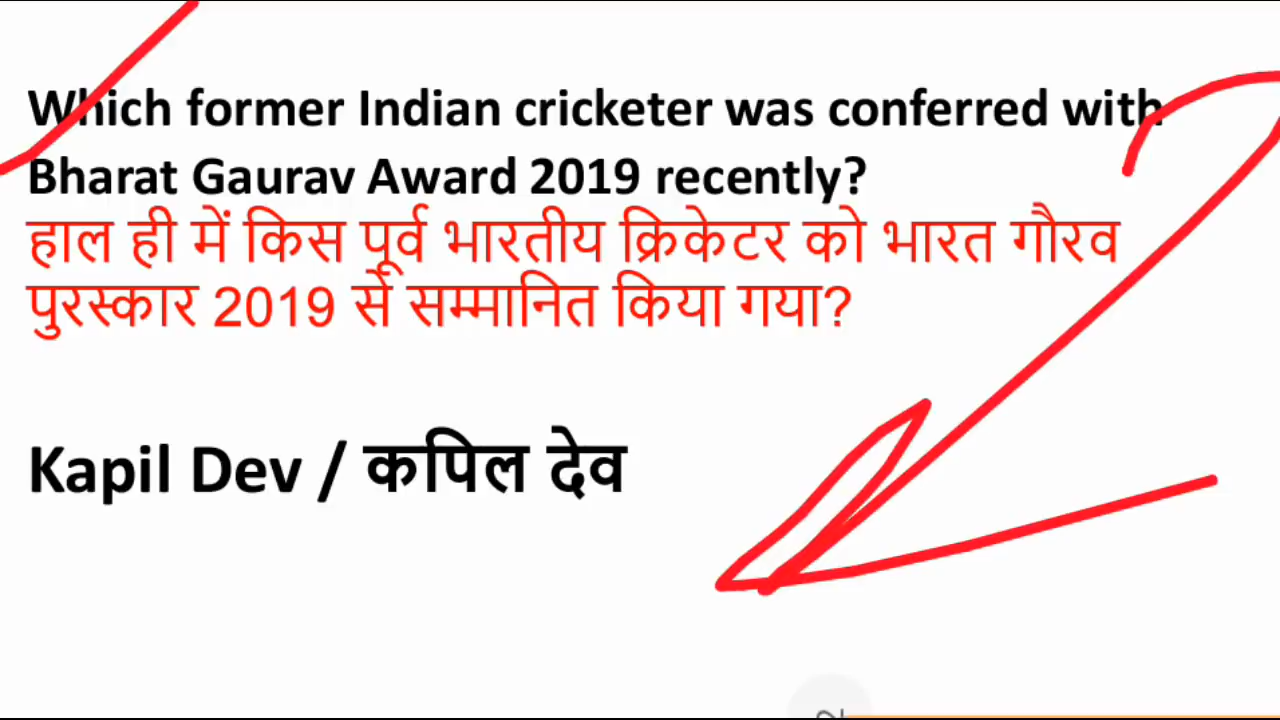 Which former Indian cricketer was conferred with
Bharat Gaurav Award 2019 recently?
हाल ही में किस पूर्व भारतीय क्रिकेटर को भारत गौरव
पुरस्कार 2019 से सम्मानित किया गया?
Kapil Dev / कपिल देव